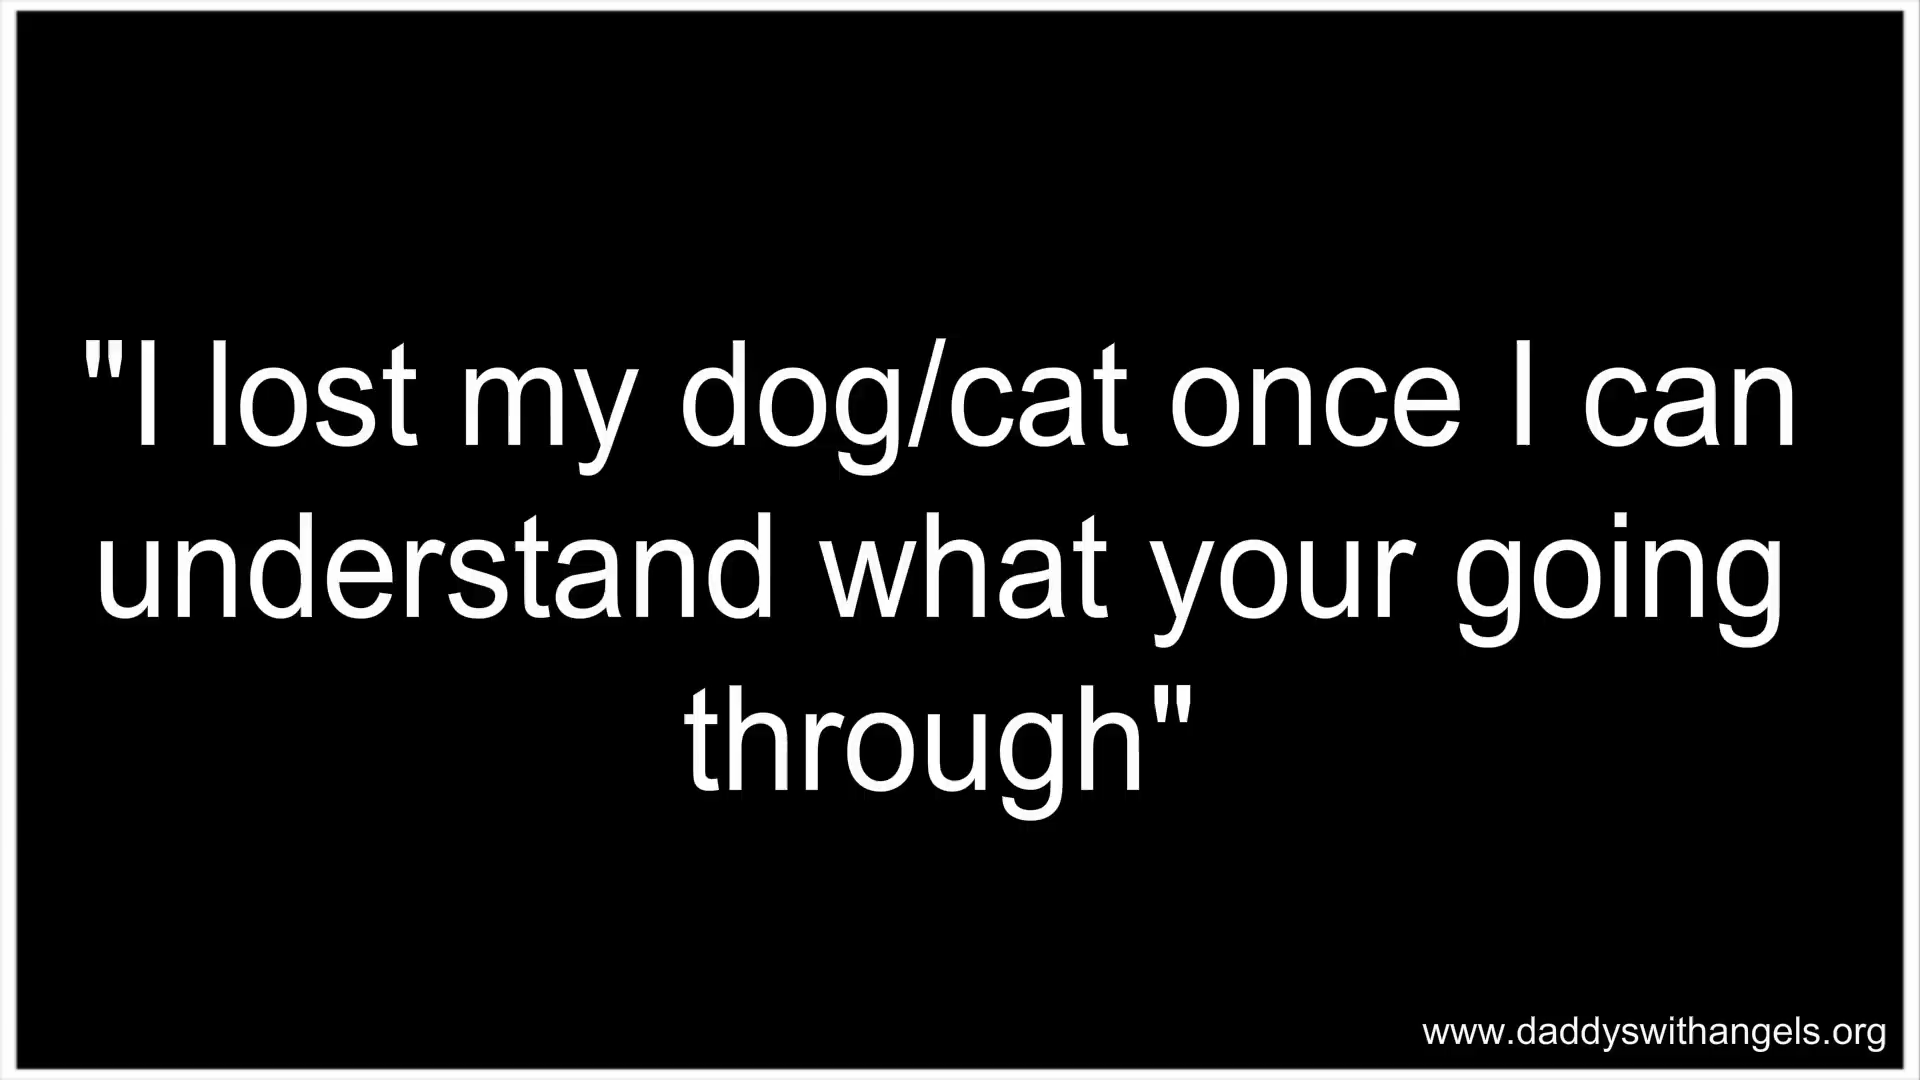 "I lost my dog/cat once I can
understand what your going
through"
www.daddyswithangels.org